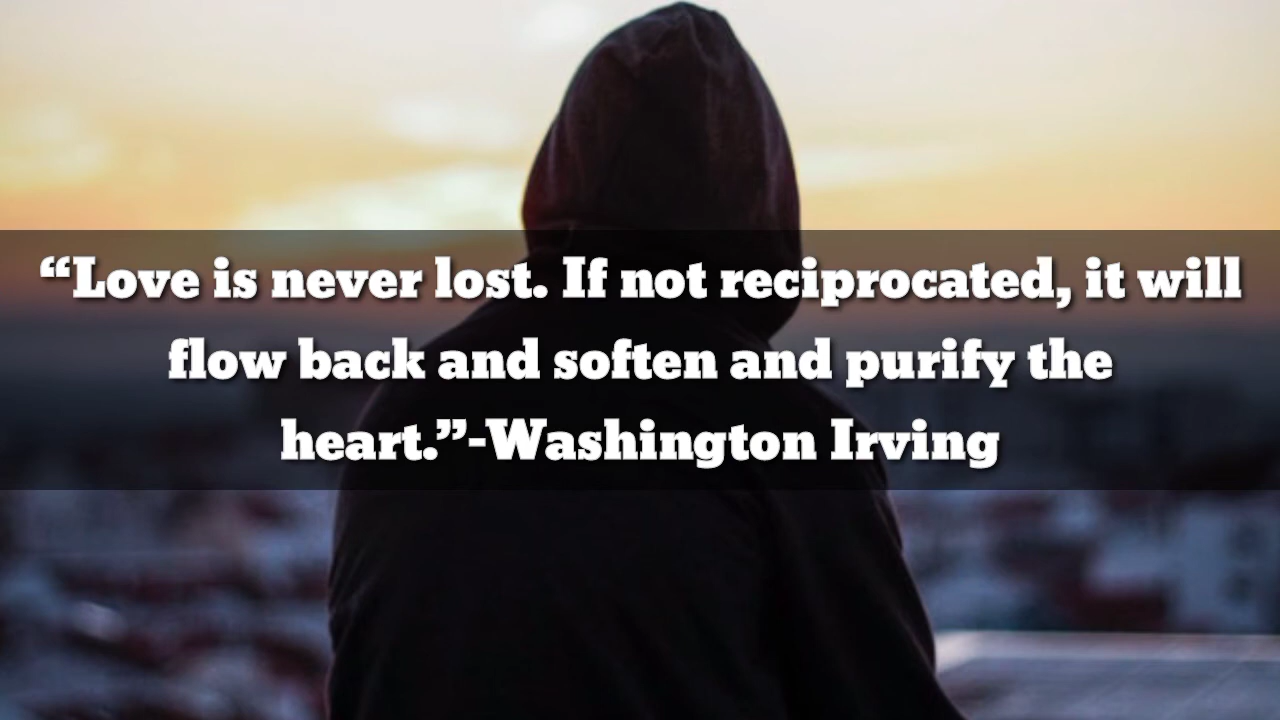 “Love is never lost. If not reciprocated, it will
flow back and soften and purify the
heart.”-Washington Irving